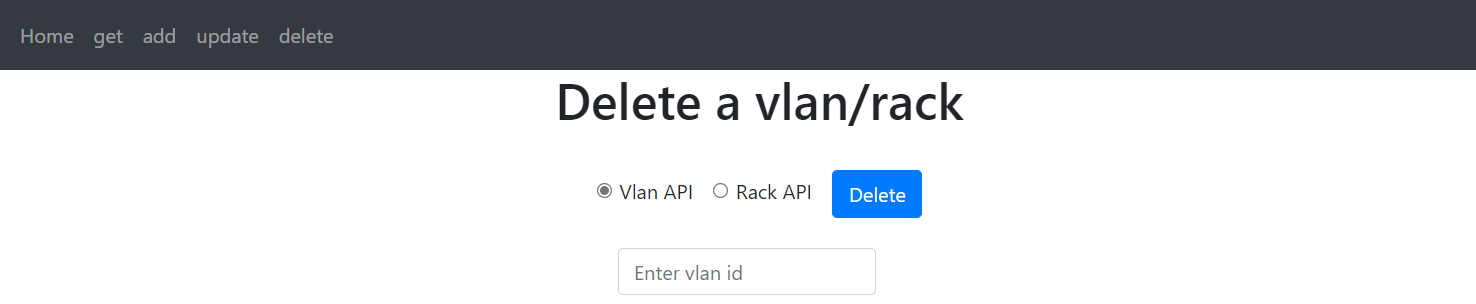 Home get add update delete
Delete a vlan/rack
Vlan API Rack API Delete
Enter vlan id